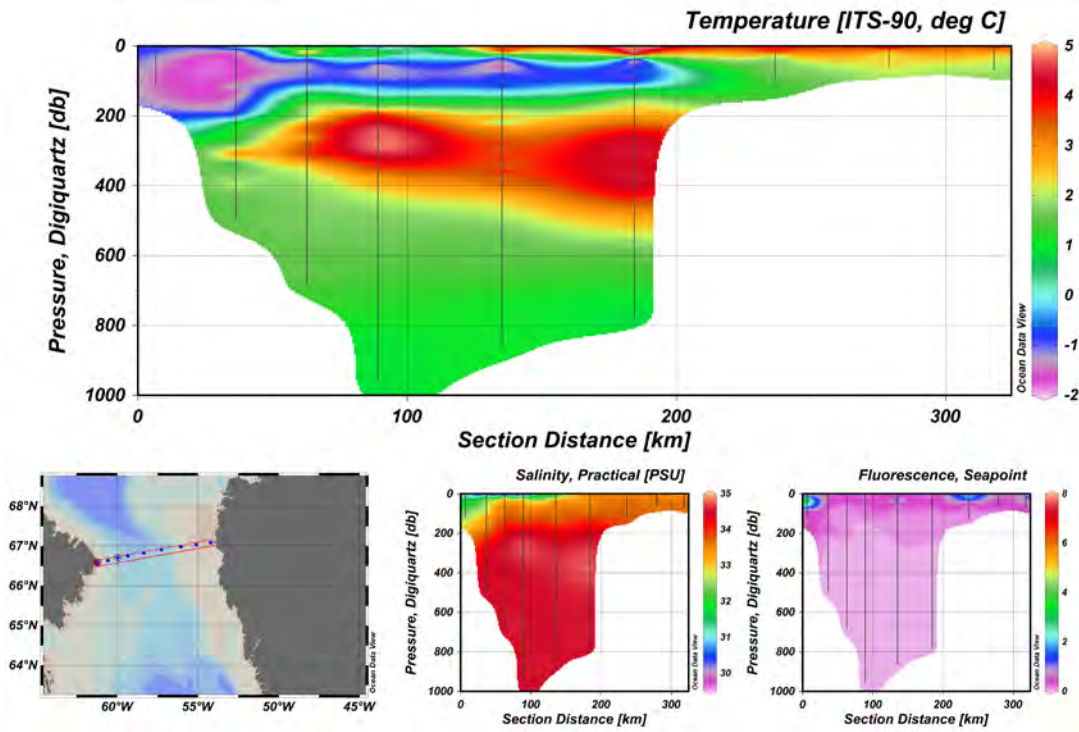 Temperature [ITS-90, deg C]
Pressure, Digiquartz [db]
0
200
400
600
800
1000
0
100
200
300
Section Distance [km]
Ocean Data View
5
4
3
2
1
0
-1
-2
68°N
67°N
66°N
65°N
64°N
60°W
55°W
50°W
45°W
Ocean Data View
Salinity, Practical [PSU]
Pressure, Digiquartz [db]
0
200
400
600
800
1000
0
100
200
300
Section Distance [km]
Ocean Data View
35
34
33
32
31
30
Fluorescence, Seapoint
Pressure, Digiquartz [db]
0
200
400
600
800
1000
0
100
200
300
Section Distance [km]
Ocean Data View
8
6
4
2
0